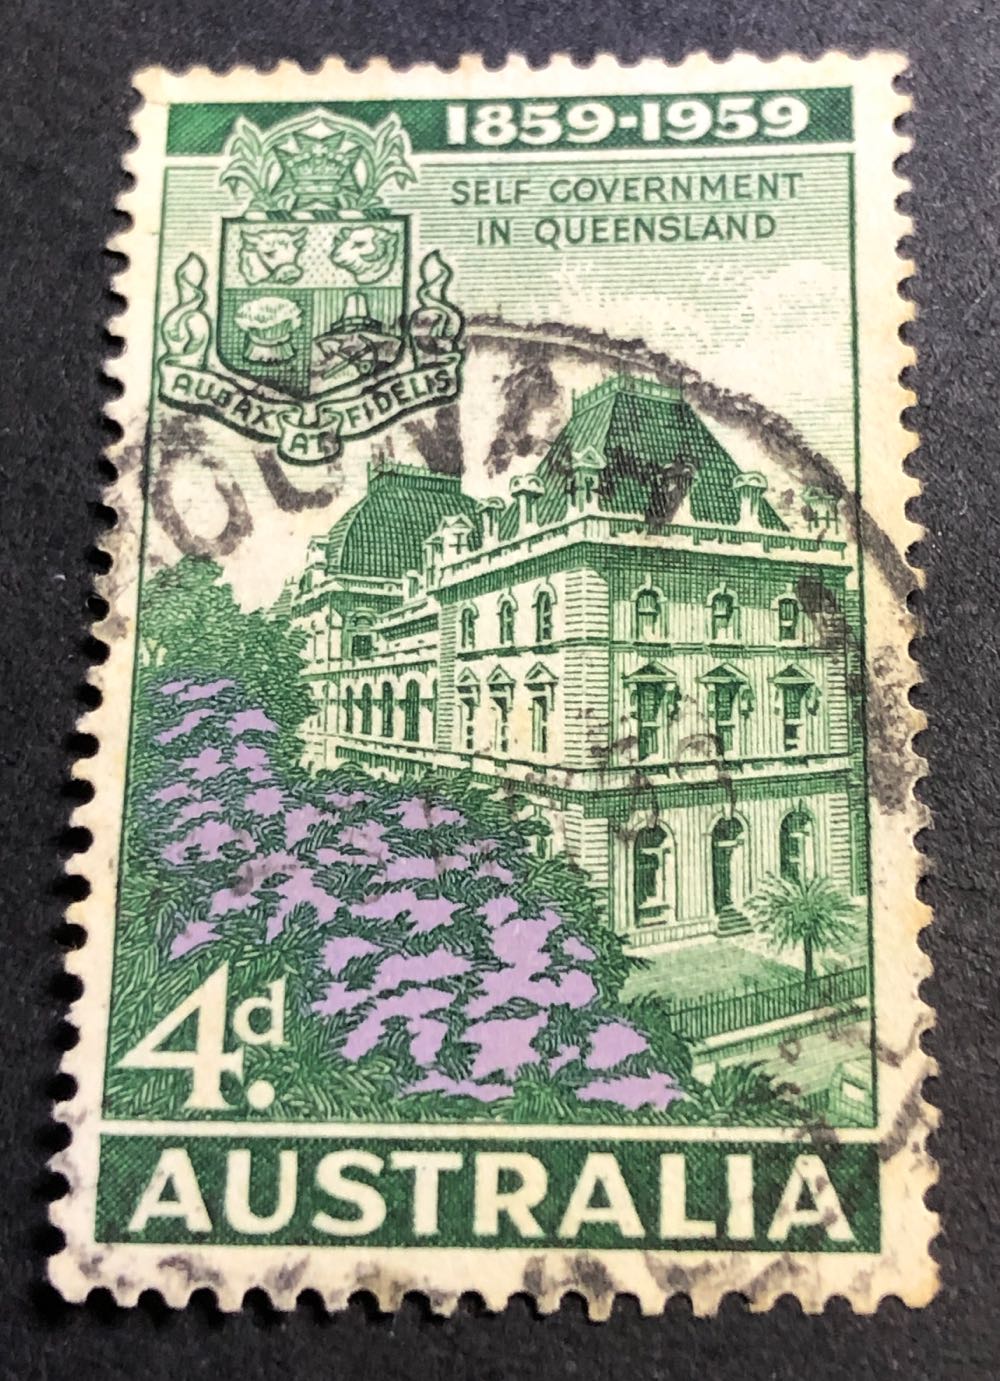 1859-1959
SELF GOVERNMENT
IN QUEENSLAND
AUDAX AT FIDELIS
4d.
AUSTRALIA